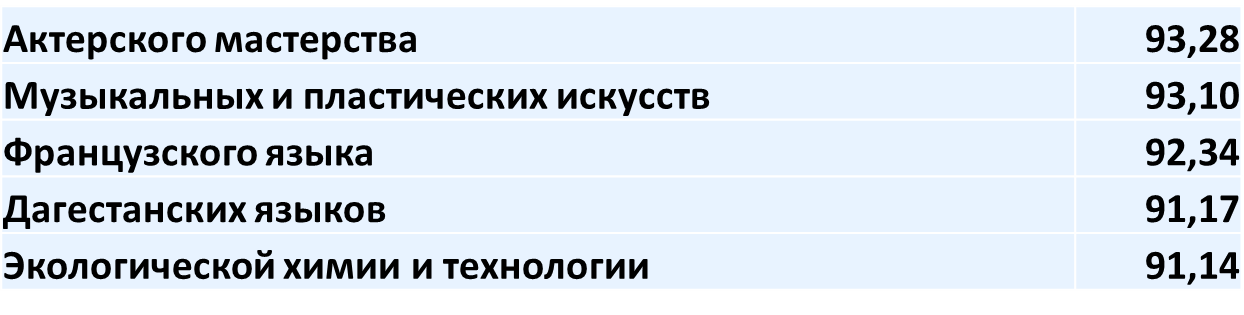 Актерского мастерства 93,28
Музыкальных и пластических искусств 93,10
Французского языка 92,34
Дагестанских языков 91,17
Экологической химии и технологии 91,14